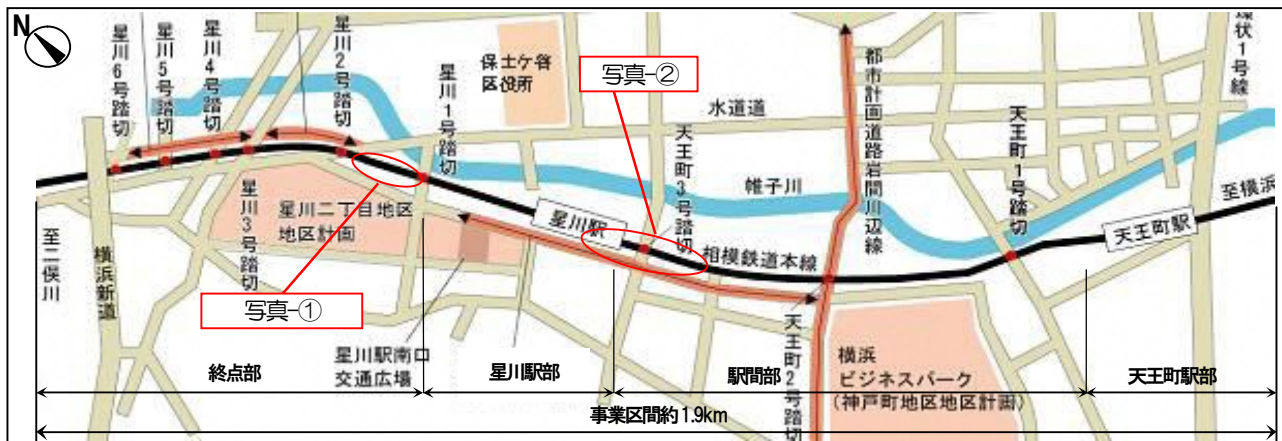 N
星川6号踏切
星川5号踏切
星川4号踏切
星川2号踏切
保土ケ谷
区役所
写真-②
星川1号踏切
水道道
天王町3号踏切
都市計画道路岩間川辺線
天王町1号踏切
環状1号線
帷子川
至横浜
星川3号踏切
星川二丁目地区
地区計画
星川駅
相模鉄道本線
天王町駅
至二俣川
横浜新道
写真-①
星川駅南口
交通広場
天王町2号踏切
横浜
ビジネスパーク
(神戸町地区地区計画)
終点部
星川駅部
駅間部
天王町駅部
事業区間約1.9km